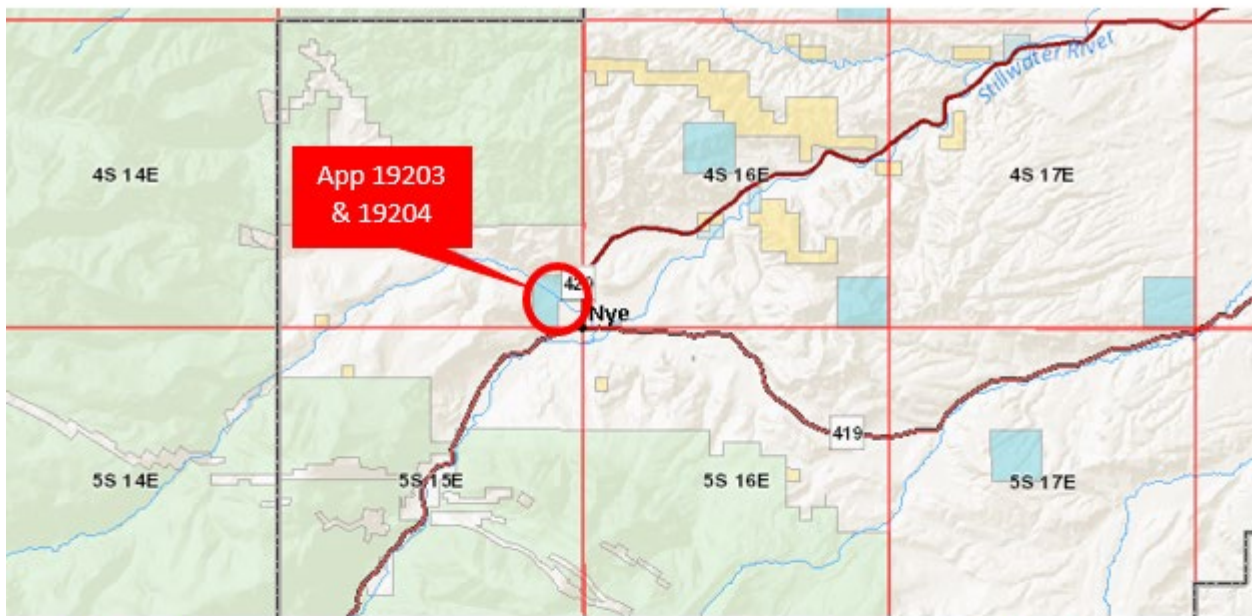 Stillwater River
4S 14E
App 19203
& 19204
4S 16E
4S 17E
420
Nye
419
5S 14E
5S 15E
5S 16E
5S 17E